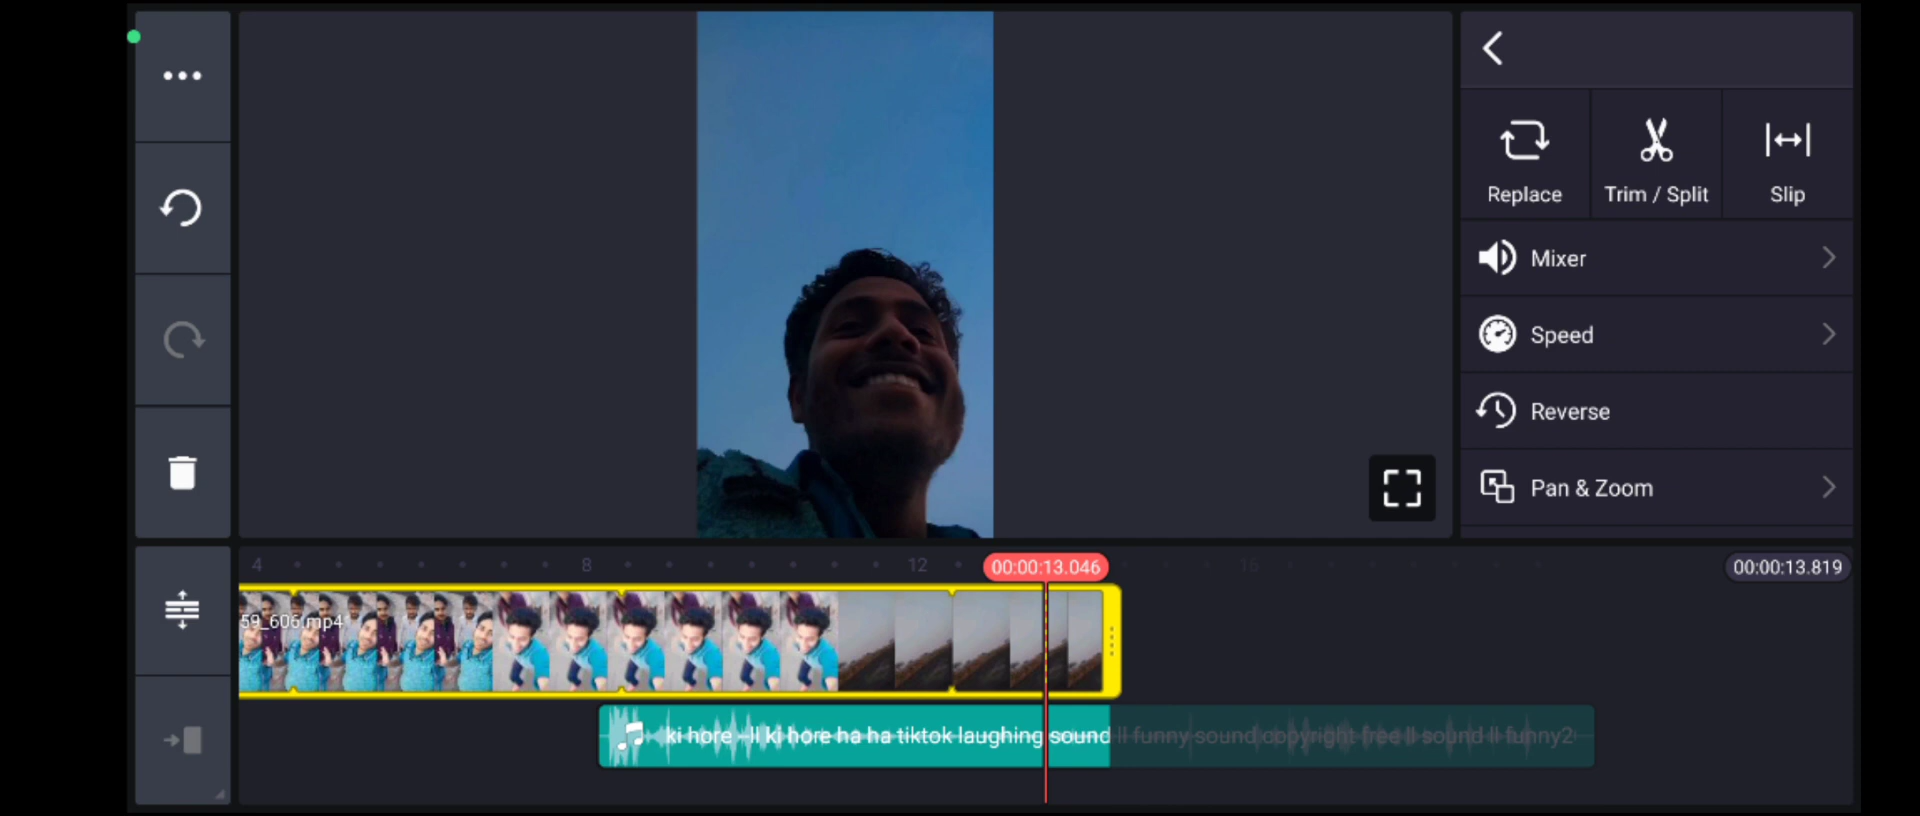 Replace
Trim / Split
Slip
Mixer
Speed
Reverse
Pan & Zoom
4
8
12
00:00:13.046
16
00:00:13.819
59_606.mp4
ki hore ll ki hore ha ha tiktok laughing sound ll funny sound copyright free ll sound ll funny2